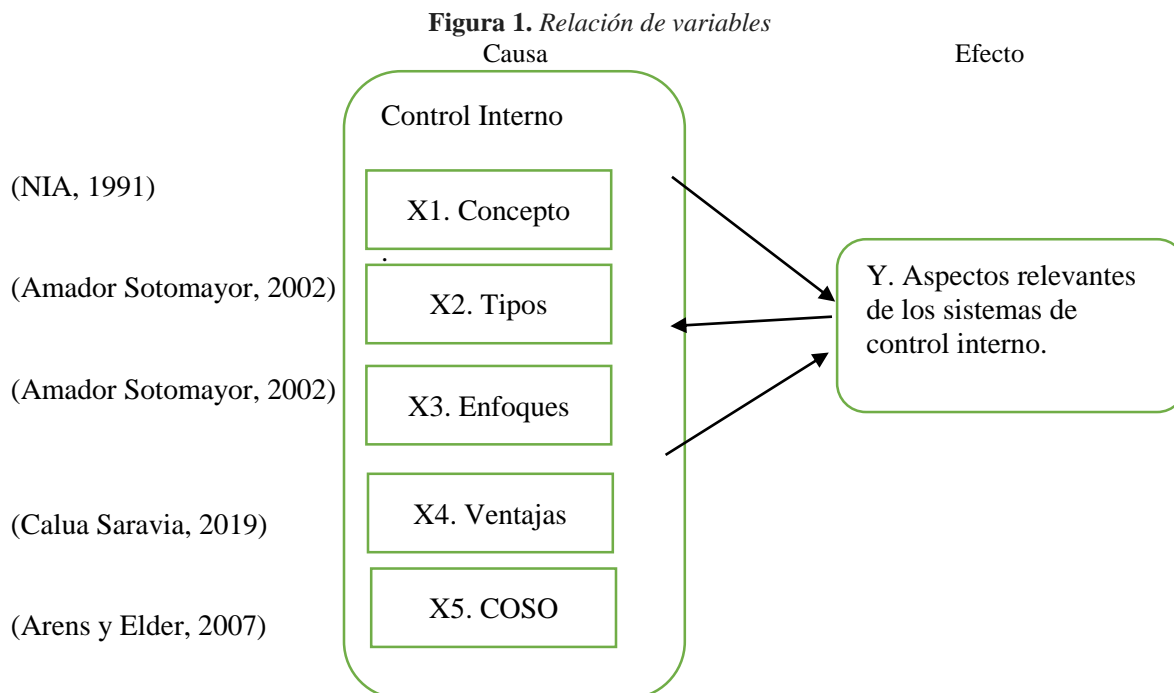 Figura 1. Relación de variables
Causa
Efecto
Control Interno
(NIA, 1991)
X1. Concepto
.
(Amador Sotomayor, 2002)
X2. Tipos
Y. Aspectos relevantes
de los sistemas de
control interno.
(Amador Sotomayor, 2002)
X3. Enfoques
(Calua Saravia, 2019)
X4. Ventajas
(Arens y Elder, 2007)
X5. COSO